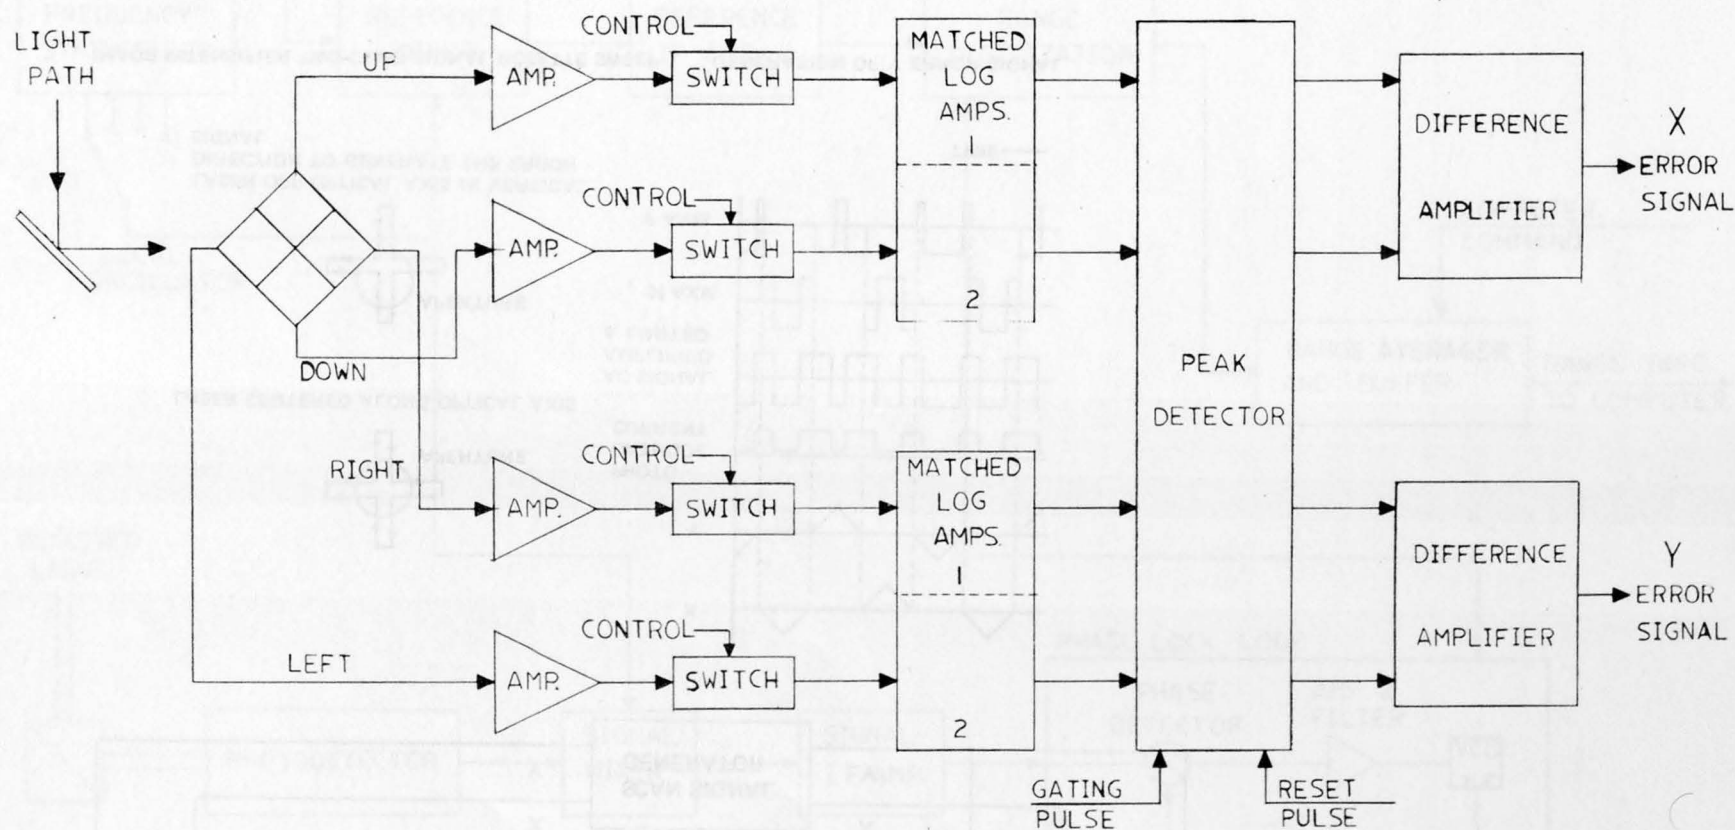 LIGHT
PATH
UP
DOWN
RIGHT
LEFT
AMP.
CONTROL
SWITCH
AMP.
CONTROL
SWITCH
AMP.
CONTROL
SWITCH
AMP.
CONTROL
SWITCH
MATCHED
LOG
AMPS.
1
2
MATCHED
LOG
AMPS.
1
2
PEAK
DETECTOR
GATING
PULSE
RESET
PULSE
DIFFERENCE
AMPLIFIER
X
ERROR
SIGNAL
DIFFERENCE
AMPLIFIER
Y
ERROR
SIGNAL